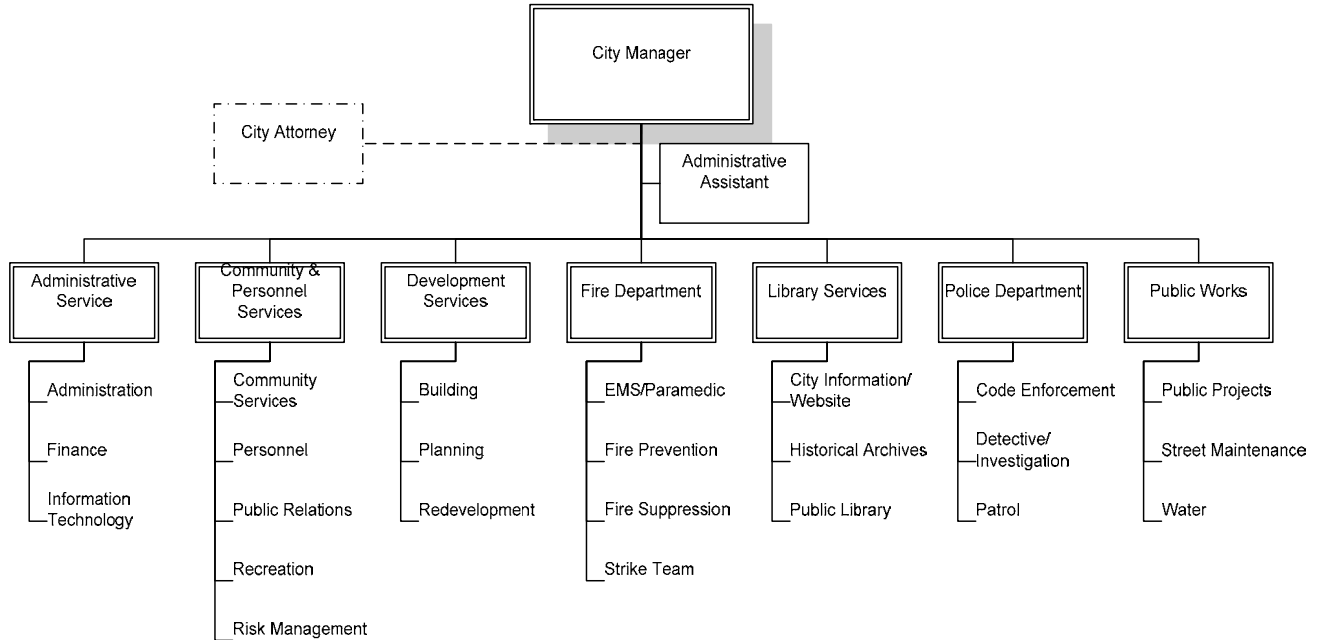 City Manager
City Attorney
Administrative
Assistant
Administrative
Service
Community &
Personnel
Services
Development
Services
Fire Department
Library Services
Police Department
Public Works
Administration
Finance
Information
Technology
Community
Services
Personnel
Public Relations
Recreation
Risk Management
Building
Planning
Redevelopment
EMS/Paramedic
Fire Prevention
Fire Suppression
Strike Team
City Information/
Website
Historical Archives
Public Library
Code Enforcement
Detective/
Investigation
Patrol
Public Projects
Street Maintenance
Water